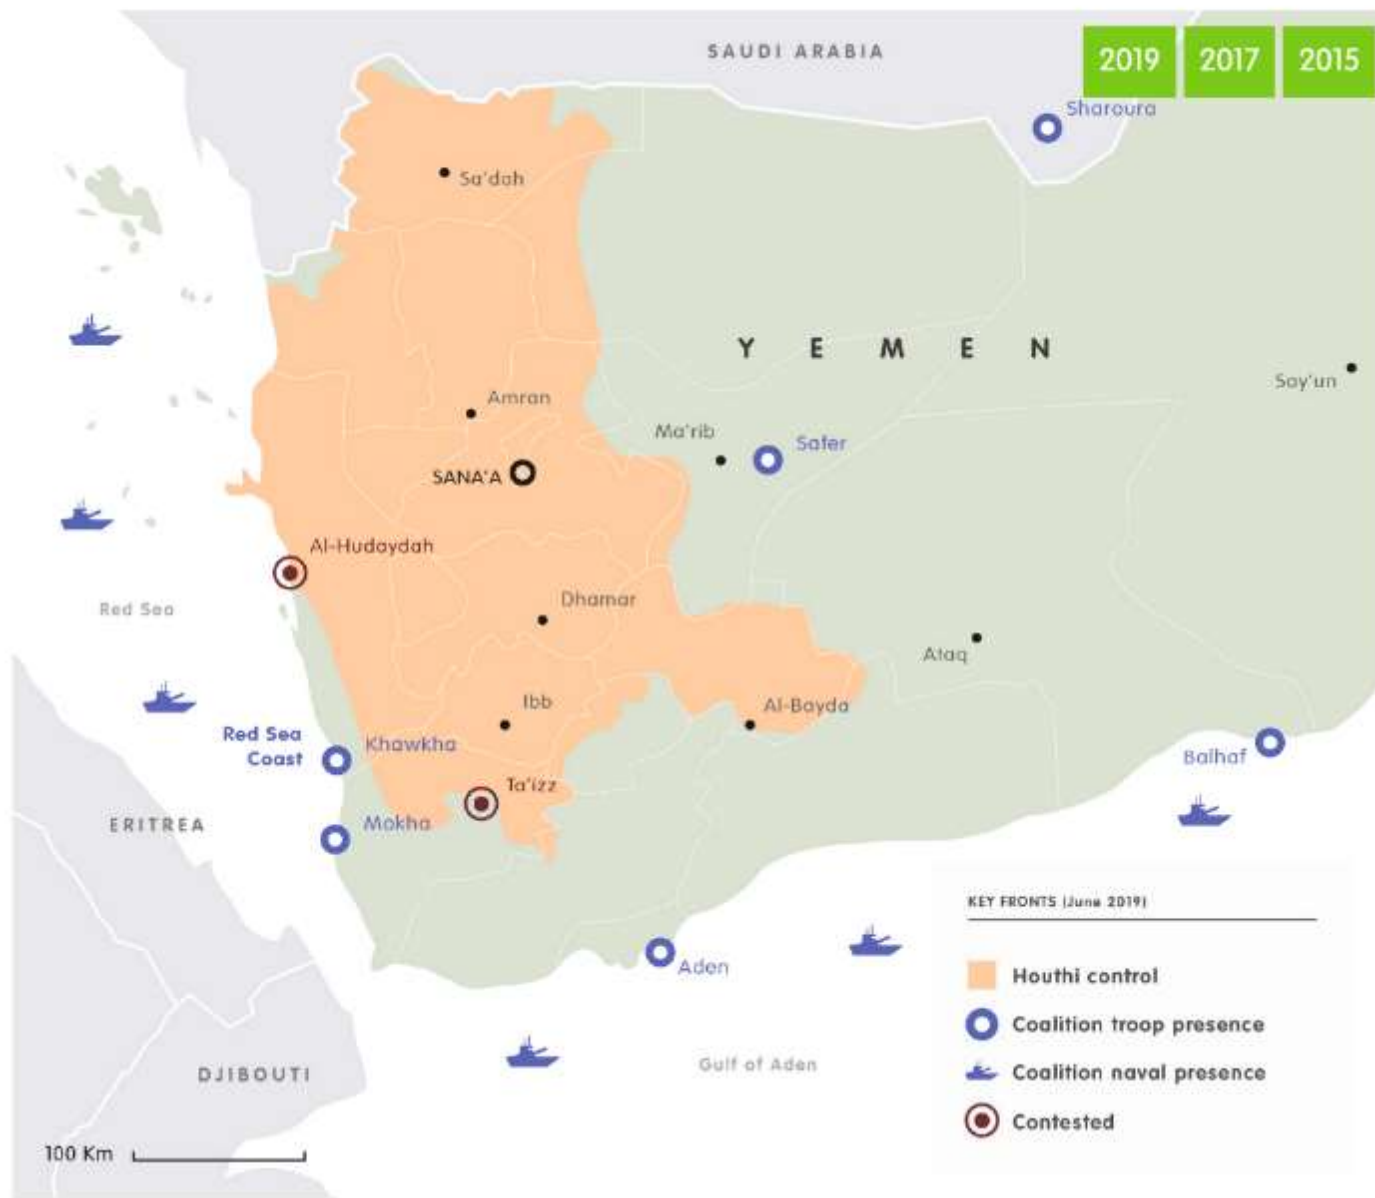 SAUDI ARABIA
2019 2017 2015
Sharoura
Sa'dah
YEMEN
Say'un
Amran
Ma'rib
Safer
SANA'A
Al-Hudaydah
Red Sea
Dhamar
Ataq
Ibb
Al-Bayda
Red Sea
Coast
Khawkha
Balhaf
Ta'izz
Mokha
ERITREA
KEY FRONTS (June 2019)
Aden
Houthi control
Coalition troop presence
Gulf of Aden
Coalition naval presence
DJIBOUTI
Contested
100 Km